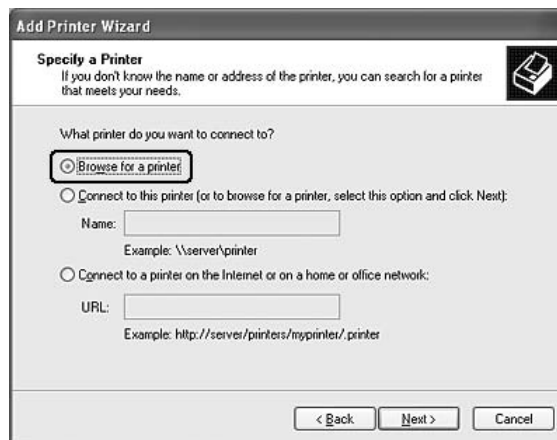 Add Printer Wizard
Specify a Printer
If you don't know the name or address of the printer, you can search for a printer
that meets your needs.
What printer do you want to connect to?
Browse for a printer
Connect to this printer (or to browse for a printer, select this option and click Next):
Name:
Example: \\server\printer
Connect to a printer on the Internet or on a home or office network:
URL:
Example: http://server/printers/myprinter/.printer
< Back Next > Cancel